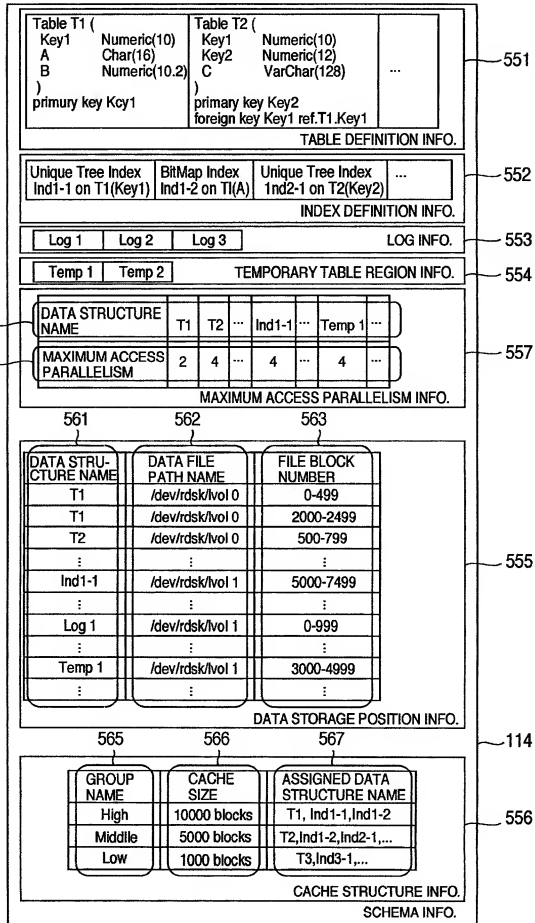 Table T1 (
Key1 Numeric(10)
A Char(16)
B Numeric(10.2)
)
primury key Kcy1
Table T2 (
Key1 Numeric(10)
Key2 Numeric(12)
C VarChar(128)
)
primary key Key2
foreign key Key1 ref.T1.Key1
...
TABLE DEFINITION INFO.
551
Unique Tree Index
Ind1-1 on T1(Key1)
BitMap Index
Ind1-2 on TI(A)
Unique Tree Index
1nd2-1 on T2(Key2)
...
INDEX DEFINITION INFO.
552
Log 1 Log 2 Log 3 LOG INFO.
553
Temp 1 Temp 2 TEMPORARY TABLE REGION INFO.
554
DATA STRUCTURE
NAME
T1 T2 ... Ind1-1 ... Temp 1 ...
MAXIMUM ACCESS
PARALLELISM
2 4 ... 4 ... 4 ...
MAXIMUM ACCESS PARALLELISM INFO.
557
561 562 563
DATA STRU-
CTURE NAME
DATA FILE
PATH NAME
FILE BLOCK
NUMBER
T1 /dev/rdsk/lvol 0 0-499
T1 /dev/rdsk/lvol 0 2000-2499
T2 /dev/rdsk/lvol 0 500-799
⋮ ⋮ ⋮
Ind1-1 /dev/rdsk/lvol 1 5000-7499
⋮ ⋮ ⋮
Log 1 /dev/rdsk/lvol 1 0-999
⋮ ⋮ ⋮
Temp 1 /dev/rdsk/lvol 1 3000-4999
⋮ ⋮ ⋮
DATA STORAGE POSITION INFO.
555
114
565 566 567
GROUP
NAME
CACHE
SIZE
ASSIGNED DATA
STRUCTURE NAME
High 10000 blocks T1, Ind1-1,Ind1-2
Middlle 5000 blocks T2,Ind1-2,Ind2-1,...
Low 1000 blocks T3,Ind3-1,...
CACHE STRUCTURE INFO.
556
SCHEMA INFO.